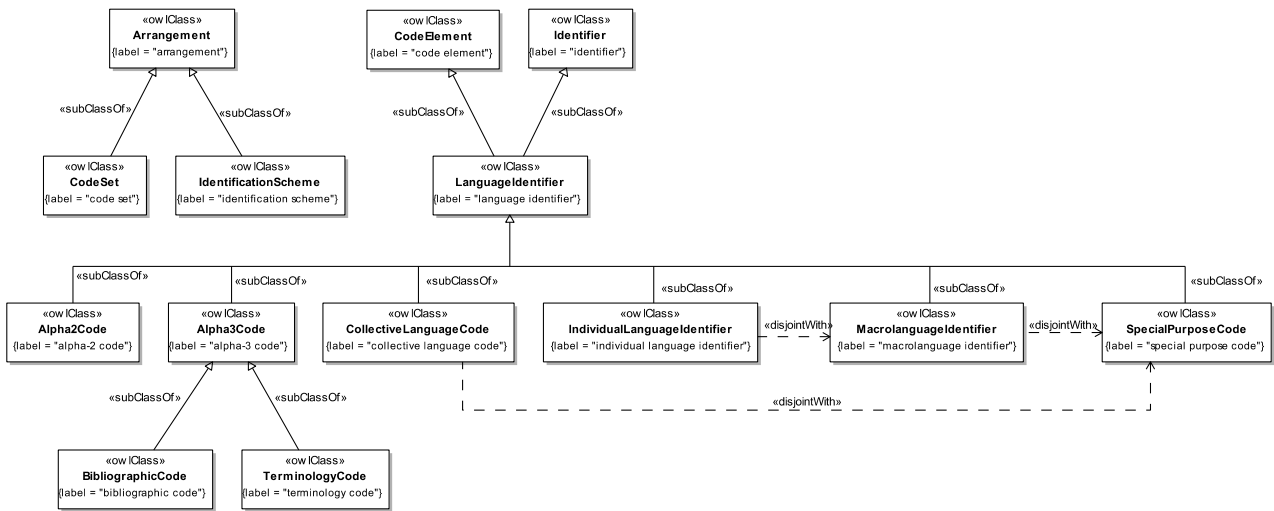 «owlClass»
Arrangement
{label = "arrangement"}
«owlClass»
CodeElement
{label = "code element"}
«owlClass»
Identifier
{label = "identifier"}
«subClassOf»
«subClassOf»
«subClassOf»
«subClassOf»
«owlClass»
CodeSet
{label = "code set"}
«owlClass»
IdentificationScheme
{label = "identification scheme"}
«owlClass»
LanguageIdentifier
{label = "language identifier"}
«subClassOf»
«subClassOf»
«subClassOf»
«subClassOf»
«subClassOf»
«subClassOf»
«owlClass»
Alpha2Code
{label = "alpha-2 code"}
«owlClass»
Alpha3Code
{label = "alpha-3 code"}
«owlClass»
CollectiveLanguageCode
{label = "collective language code"}
«owlClass»
IndividualLanguageIdentifier
{label = "individual language identifier"}
«disjointWith»
«owlClass»
MacrolanguageIdentifier
{label = "macrolanguage identifier"}
«disjointWith»
«owlClass»
SpecialPurposeCode
{label = "special purpose code"}
«subClassOf»
«subClassOf»
«disjointWith»
«owlClass»
BibliographicCode
{label = "bibliographic code"}
«owlClass»
TerminologyCode
{label = "terminology code"}